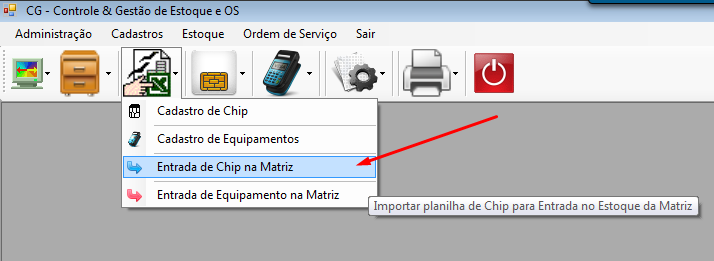 CG - Controle & Gestão de Estoque e OS
Administração Cadastros Estoque Ordem de Serviço Sair
Cadastro de Chip
Cadastro de Equipamentos
Entrada de Chip na Matriz
Entrada de Equipamento na Matriz
Importar planilha de Chip para Entrada no Estoque da Matriz